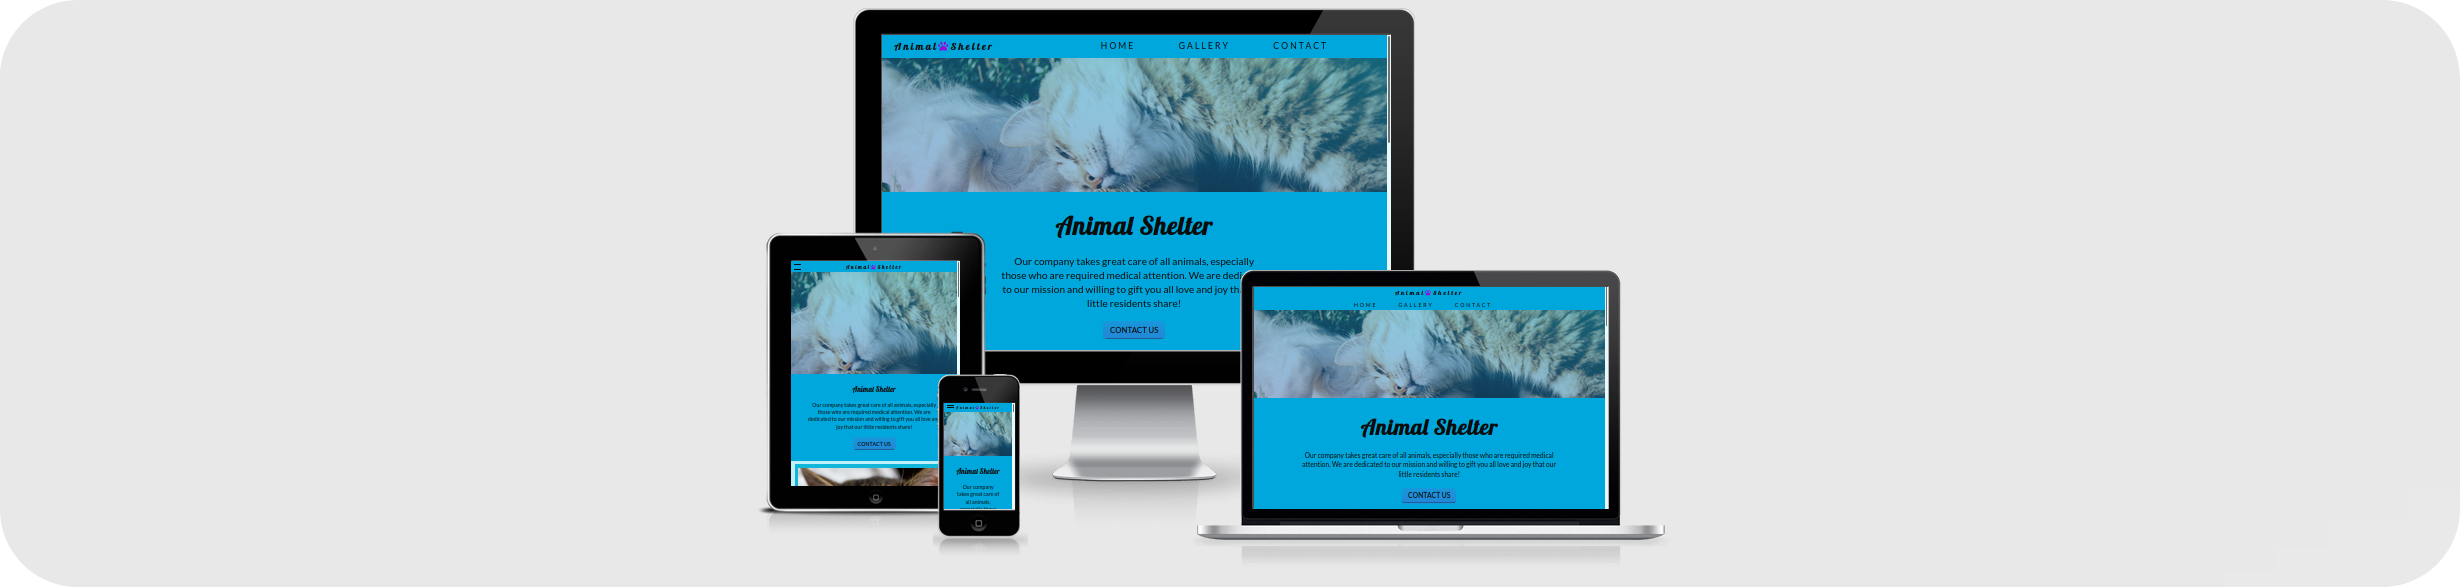 Animal Shelter
HOME GALLERY CONTACT
Animal Shelter
Our company takes great care of all animals, especially
those who are required medical attention. We are
to our mission and willing to gift you all love and joy
little residents share!
CONTACT US
Animal Shelter
Animal Shelter
Our company takes great care of all animals, especially
those who are required medical attention. We are
dedicated to our mission and willing to gift you all love
joy that our little residents share!
CONTACT US
Animal Shelter
Animal Shelter
Our company
takes great care of
all animals,
Animal Shelter
HOME GALLERY CONTACT
Animal Shelter
Our company takes great care of all animals, especially those who are required medical
attention. We are dedicated to our mission and willing to gift you all love and joy that our
little residents share!
CONTACT US